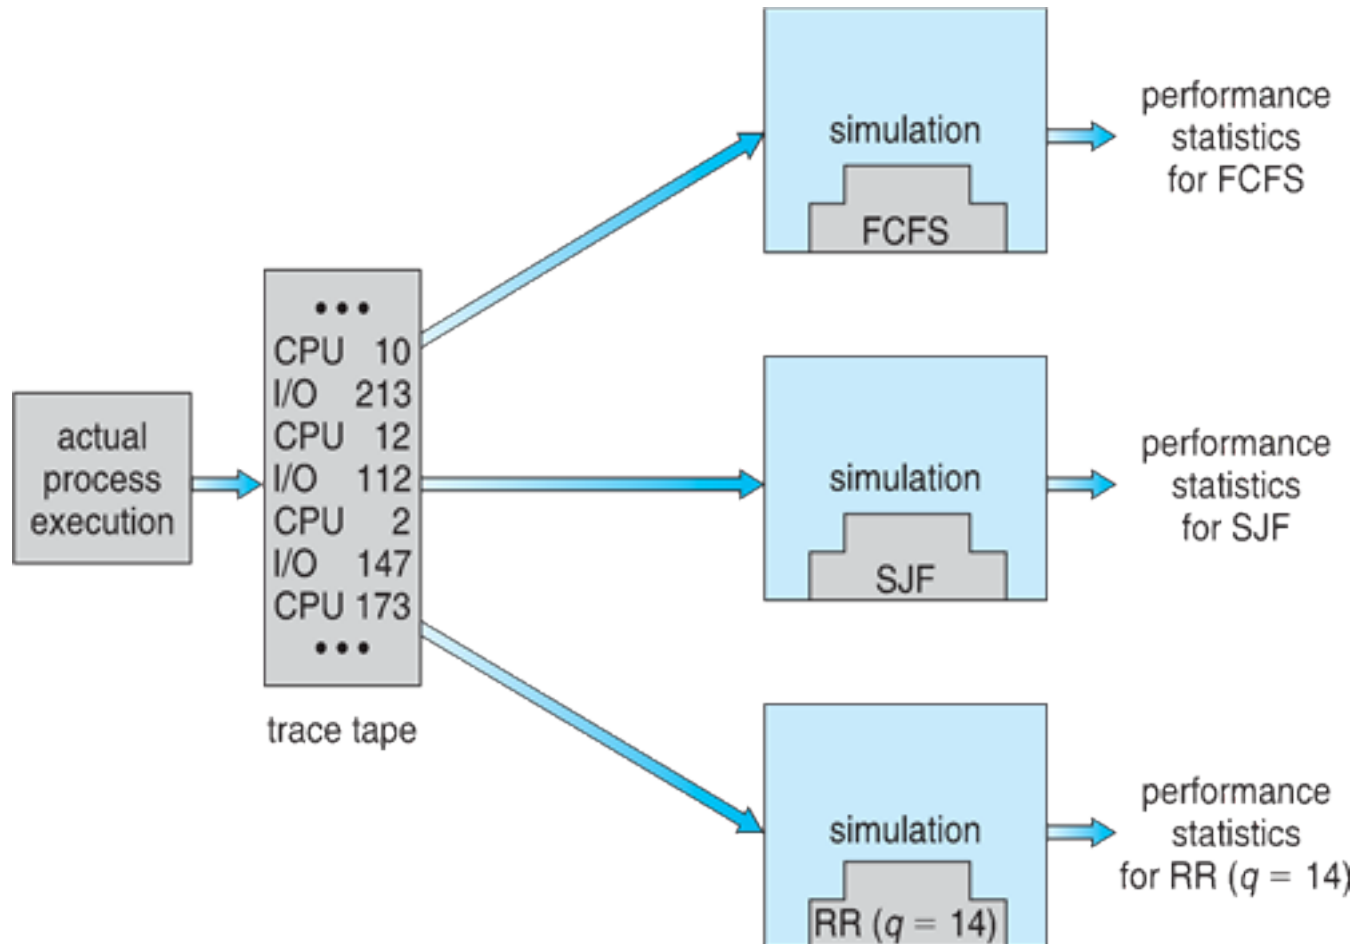 actual
process
execution
• • •
CPU 10
I/O 213
CPU 12
I/O 112
CPU 2
I/O 147
CPU 173
• • •
trace tape
simulation
FCFS
performance
statistics
for FCFS
simulation
SJF
performance
statistics
for SJF
simulation
RR (q = 14)
performance
statistics
for RR (q = 14)